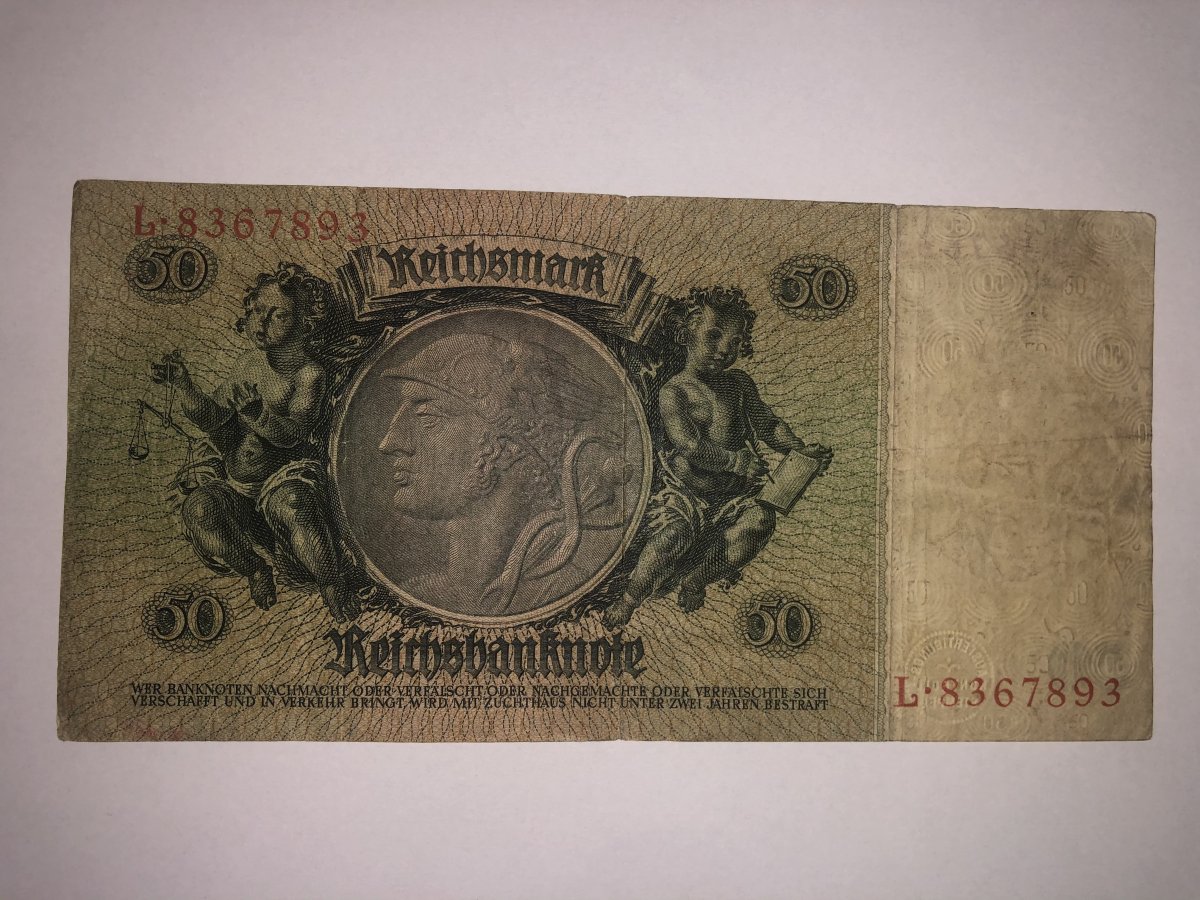 L·8367893
50
Reichsmark
50
50
Reichsbanknote
50
WER BANKNOTEN NACHMACHT ODER VERFÄLSCHT ODER NACHGEMACHTE ODER VERFÄLSCHTE SICH
VERSCHAFFT UND IN VERKEHR BRINGT, WIRD MIT ZUCHTHAUS NICHT UNTER ZWEI JAHREN BESTRAFT
L·8367893